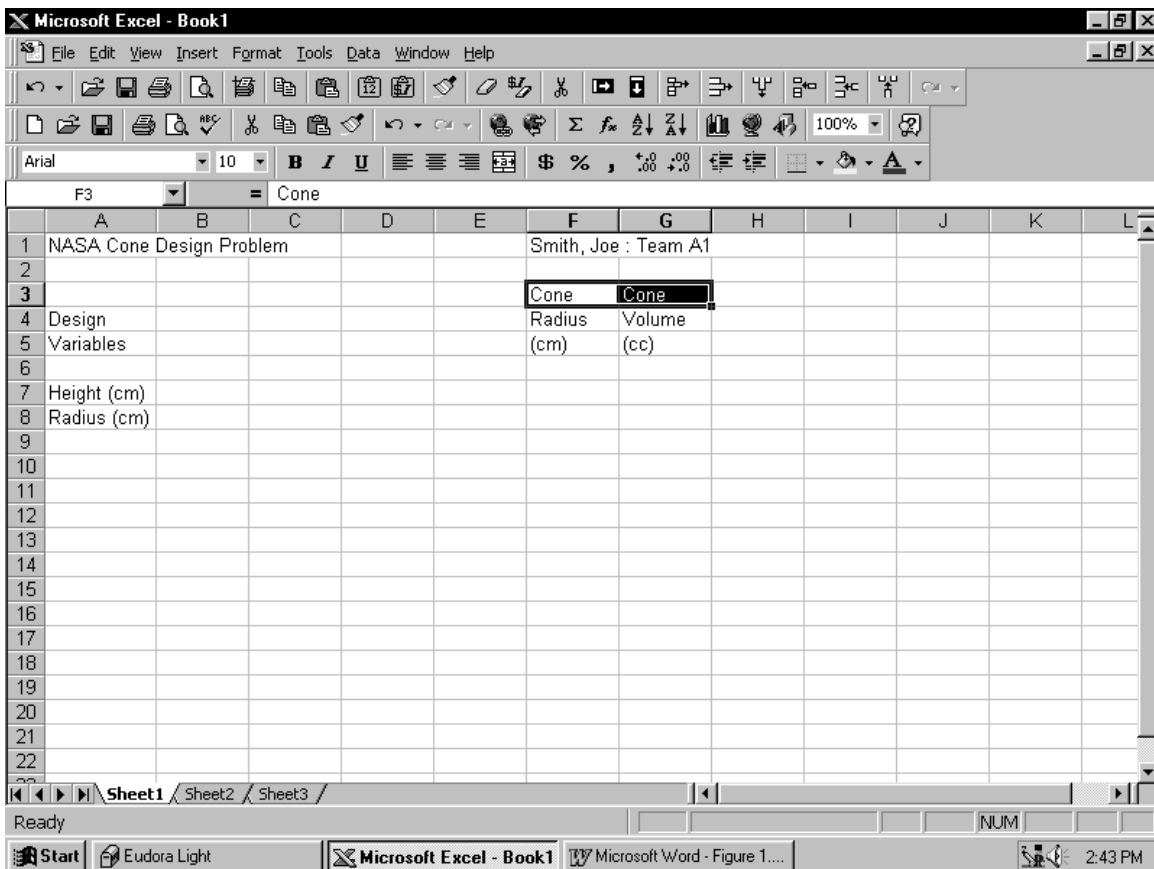 Microsoft Excel - Book1
File Edit View Insert Format Tools Data Window Help
100%
Arial 10 B I U $ % ,
F3 = Cone
A B C D E F G H I J K L
1 NASA Cone Design Problem Smith, Joe : Team A1
2
3 Cone Cone
4 Design Radius Volume
5 Variables (cm) (cc)
6
7 Height (cm)
8 Radius (cm)
9
10
11
12
13
14
15
16
17
18
19
20
21
22
Sheet1 Sheet2 Sheet3
Ready NUM
Start Eudora Light Microsoft Excel - Book1 Microsoft Word - Figure 1.... 2:43 PM